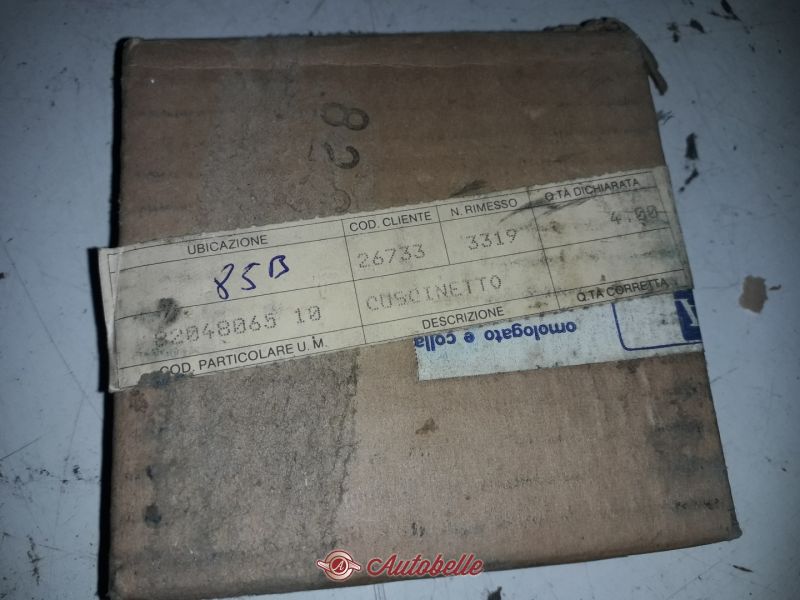 82
UBICAZIONE
COD. CLIENTE
N. RIMESSO
Q.TA DICHIARATA
85B
26733
3319
4.00
82048065 10
CUSCINETTO
COD. PARTICOLARE U. M.
DESCRIZIONE
Q.TA CORRETTA
omologato e colla
Autobelle